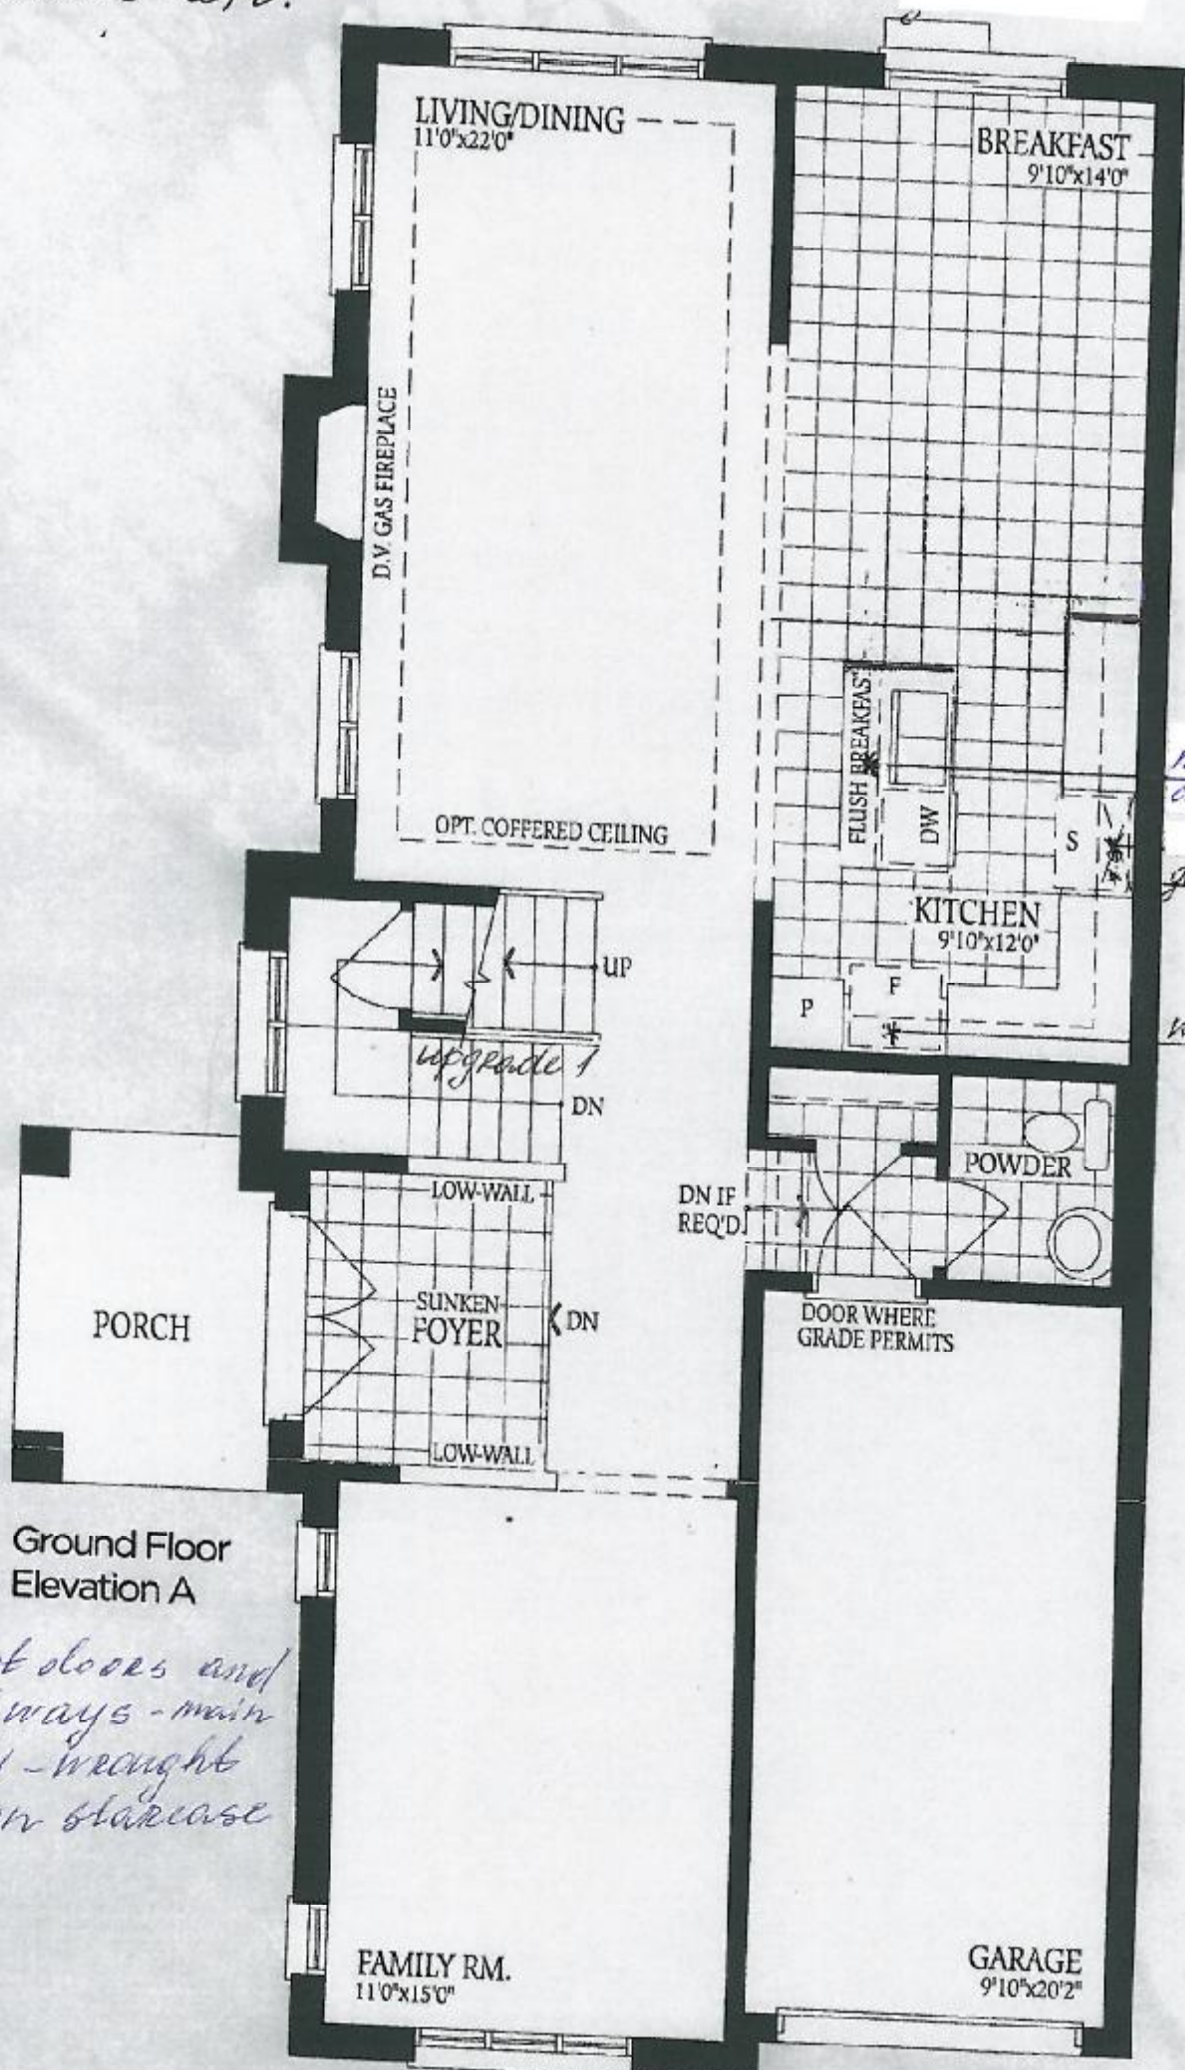 LIVING/DINING
11'0"x22'0"
BREAKFAST
9'10"x14'0"
D.V. GAS FIREPLACE
OPT. COFFERED CEILING
FLUSH BREAKFAST
DW
S
KITCHEN
9'10"x12'0"
P
F
UP
upgrade 1
DN
POWDER
LOW-WALL
DN IF
REQ'D.
PORCH
SUNKEN
FOYER
DN
DOOR WHERE
GRADE PERMITS
LOW-WALL
Ground Floor
Elevation A
doors and
ways - main
- wrought
staircase
FAMILY RM.
11'0"x15'0"
GARAGE
9'10"x20'2"